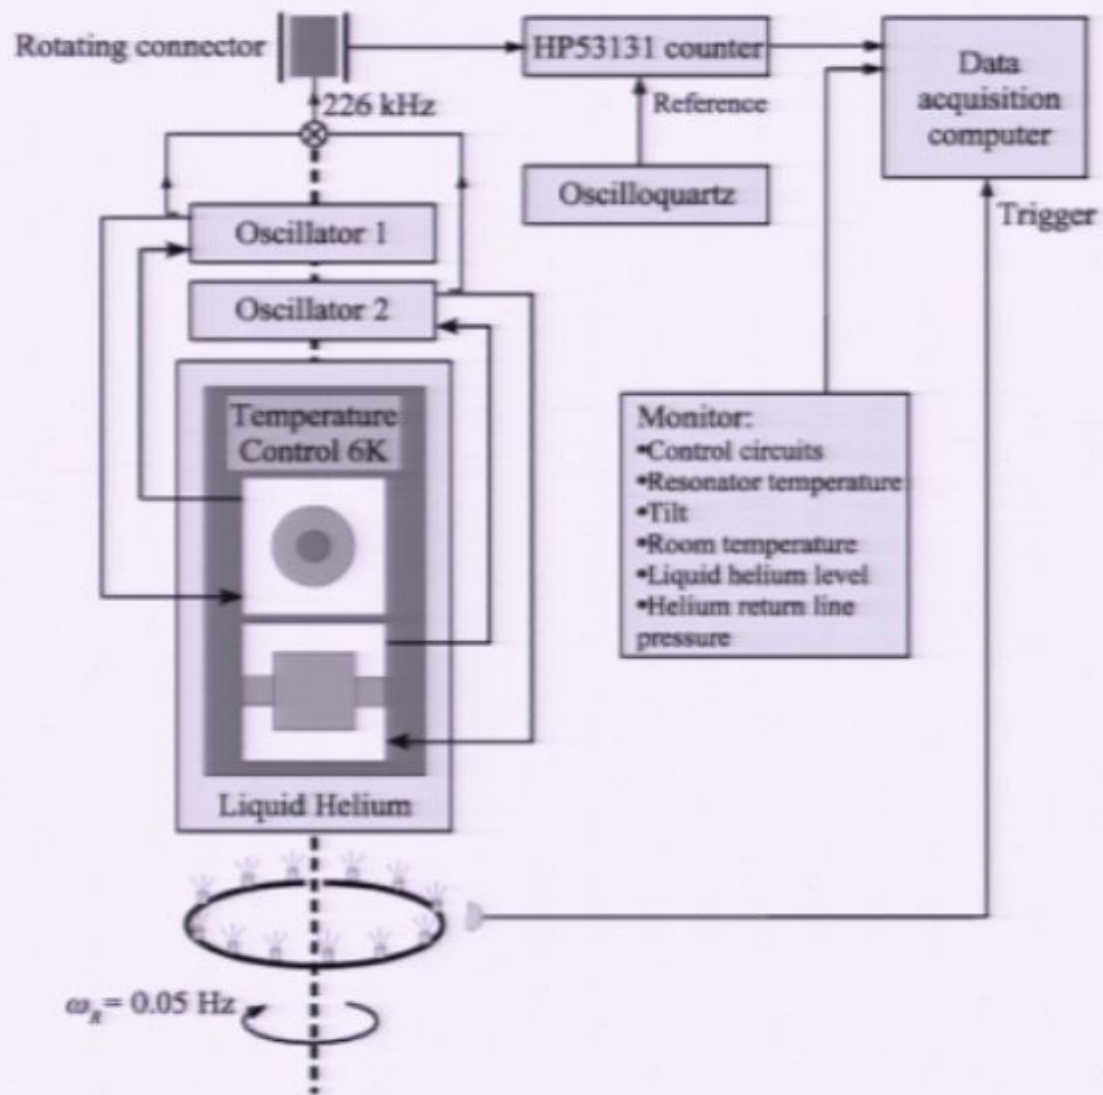 Rotating connector
HP53131 counter
Data
acquisition
computer
226 kHz
Reference
Oscilloquartz
Trigger
Oscillator 1
Oscillator 2
Temperature
Control 6K
Monitor:
•Control circuits
•Resonator temperature
•Tilt
•Room temperature
•Liquid helium level
•Helium return line
pressure
Liquid Helium
ω_R = 0.05 Hz